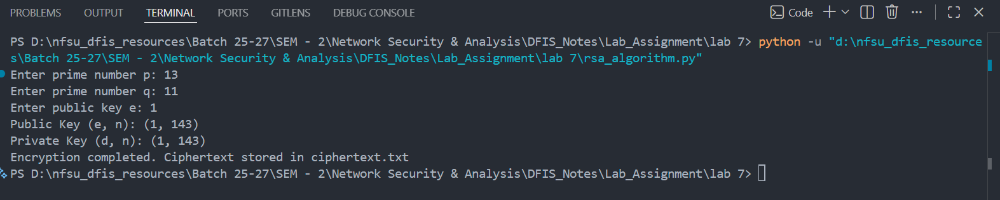 PROBLEMS OUTPUT TERMINAL PORTS GITLENS DEBUG CONSOLE Code
PS D:\nfsu_dfis_resources\Batch 25-27\SEM - 2\Network Security & Analysis\DFIS_Notes\Lab_Assignment\lab 7> python -u "d:\nfsu_dfis_resource
s\Batch 25-27\SEM - 2\Network Security & Analysis\DFIS_Notes\Lab_Assignment\lab 7\rsa_algorithm.py"
Enter prime number p: 13
Enter prime number q: 11
Enter public key e: 1
Public Key (e, n): (1, 143)
Private Key (d, n): (1, 143)
Encryption completed. Ciphertext stored in ciphertext.txt
PS D:\nfsu_dfis_resources\Batch 25-27\SEM - 2\Network Security & Analysis\DFIS_Notes\Lab_Assignment\lab 7>